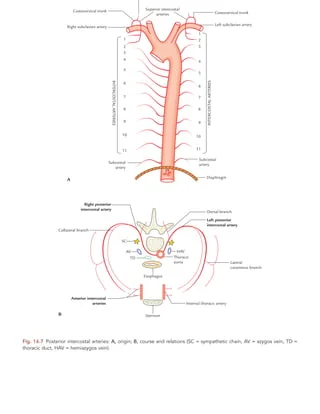 Costocervical trunk
Superior intercostal
arteries
Costocervical trunk
Right subclavian artery
Left subclavian artery
1
2
3
4
5
6
7
8
9
10
11
INTERCOSTAL ARTERIES
1
2
3
4
5
6
7
8
9
10
11
INTERCOSTAL ARTERIES
Subcostal
artery
Subcostal
artery
Diaphragm
A
Right posterior
intercostal artery
Dorsal branch
Left posterior
intercostal artery
Collateral branch
SC
AV
TD
HAV
Thoracic
aorta
Lateral
cutaneous branch
Esophagus
Anterior intercostal
arteries
Internal thoracic artery
B
Sternum
Fig. 16.7 Posterior intercostal arteries: A, origin; B, course and relations (SC = sympathetic chain, AV = azygos vein, TD =
thoracic duct, HAV = hemiazygos vein).